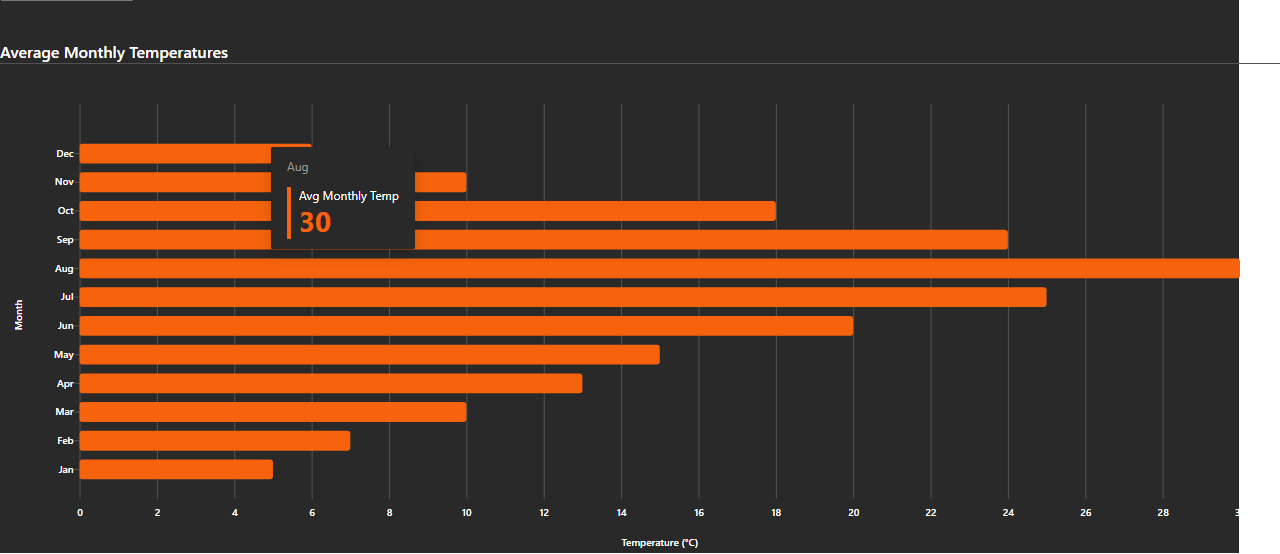 Average Monthly Temperatures
Dec
Aug
Nov
Avg Monthly Temp
Oct
30
Sep
Aug
Jul
Month
Jun
May
Apr
Mar
Feb
Jan
0 2 4 6 8 10 12 14 16 18 20 22 24 26 28
Temperature (°C)